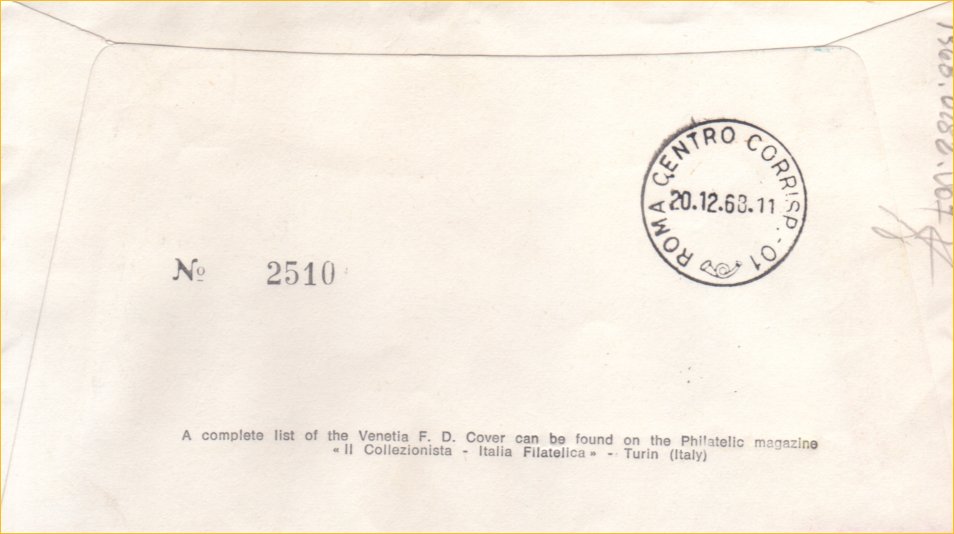 ROMA CENTRO CORRISP. - 01
20.12.68.11
Nº 2510
A complete list of the Venetia F. D. Cover can be found on the Philatelic magazine
« Il Collezionista - Italia Filatelica » - Turin (Italy)